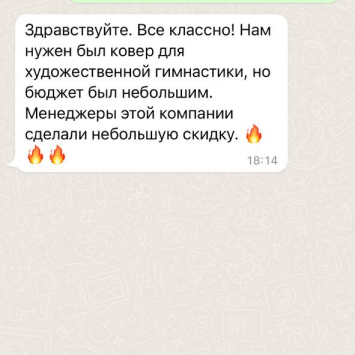 Здравствуйте. Все классно! Нам
нужен был ковер для
художественной гимнастики, но
бюджет был небольшим.
Менеджеры этой компании
сделали небольшую скидку. 🔥
🔥🔥
18:14